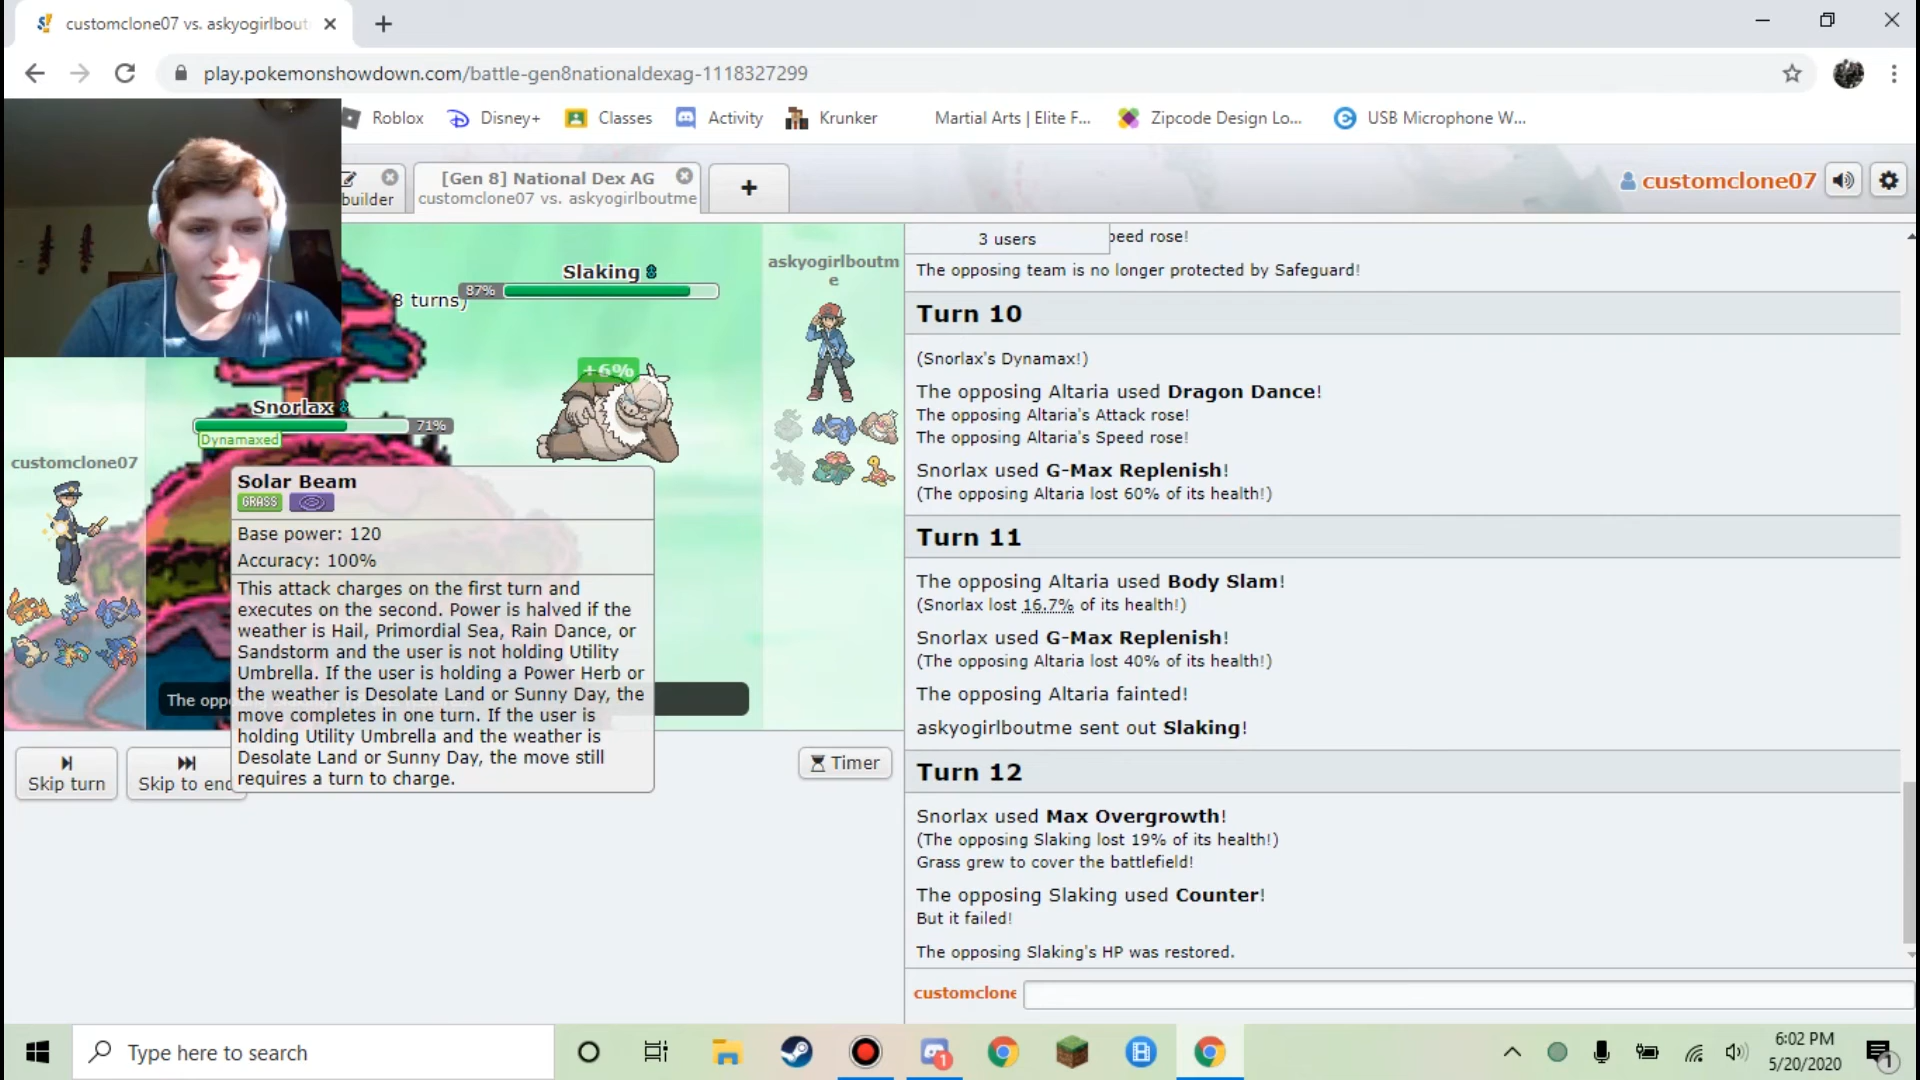 customclone07 vs. askyogirlbout
play.pokemonshowdown.com/battle-gen8nationaldexag-1118327299
Roblox
Disney+
Classes
Activity
Krunker
Martial Arts | Elite F...
Zipcode Design Lo...
USB Microphone W...
builder
[Gen 8] National Dex AG
customclone07 vs. askyogirlboutme
customclone07
8 turns)
Slaking
87%
+6%
askyogirlboutm
e
Snorlax
71%
Dynamaxed
customclone07
Solar Beam
GRASS
Base power: 120
Accuracy: 100%
This attack charges on the first turn and
executes on the second. Power is halved if the
weather is Hail, Primordial Sea, Rain Dance, or
Sandstorm and the user is not holding Utility
Umbrella. If the user is holding a Power Herb or
the weather is Desolate Land or Sunny Day, the
move completes in one turn. If the user is
holding Utility Umbrella and the weather is
Desolate Land or Sunny Day, the move still
requires a turn to charge.
The opp
Skip turn
Skip to end
Timer
3 users
peed rose!
The opposing team is no longer protected by Safeguard!
Turn 10
(Snorlax's Dynamax!)
The opposing Altaria used Dragon Dance!
The opposing Altaria's Attack rose!
The opposing Altaria's Speed rose!
Snorlax used G-Max Replenish!
(The opposing Altaria lost 60% of its health!)
Turn 11
The opposing Altaria used Body Slam!
(Snorlax lost 16.7% of its health!)
Snorlax used G-Max Replenish!
(The opposing Altaria lost 40% of its health!)
The opposing Altaria fainted!
askyogirlboutme sent out Slaking!
Turn 12
Snorlax used Max Overgrowth!
(The opposing Slaking lost 19% of its health!)
Grass grew to cover the battlefield!
The opposing Slaking used Counter!
But it failed!
The opposing Slaking's HP was restored.
customclone
Type here to search
1
6:02 PM
5/20/2020
1